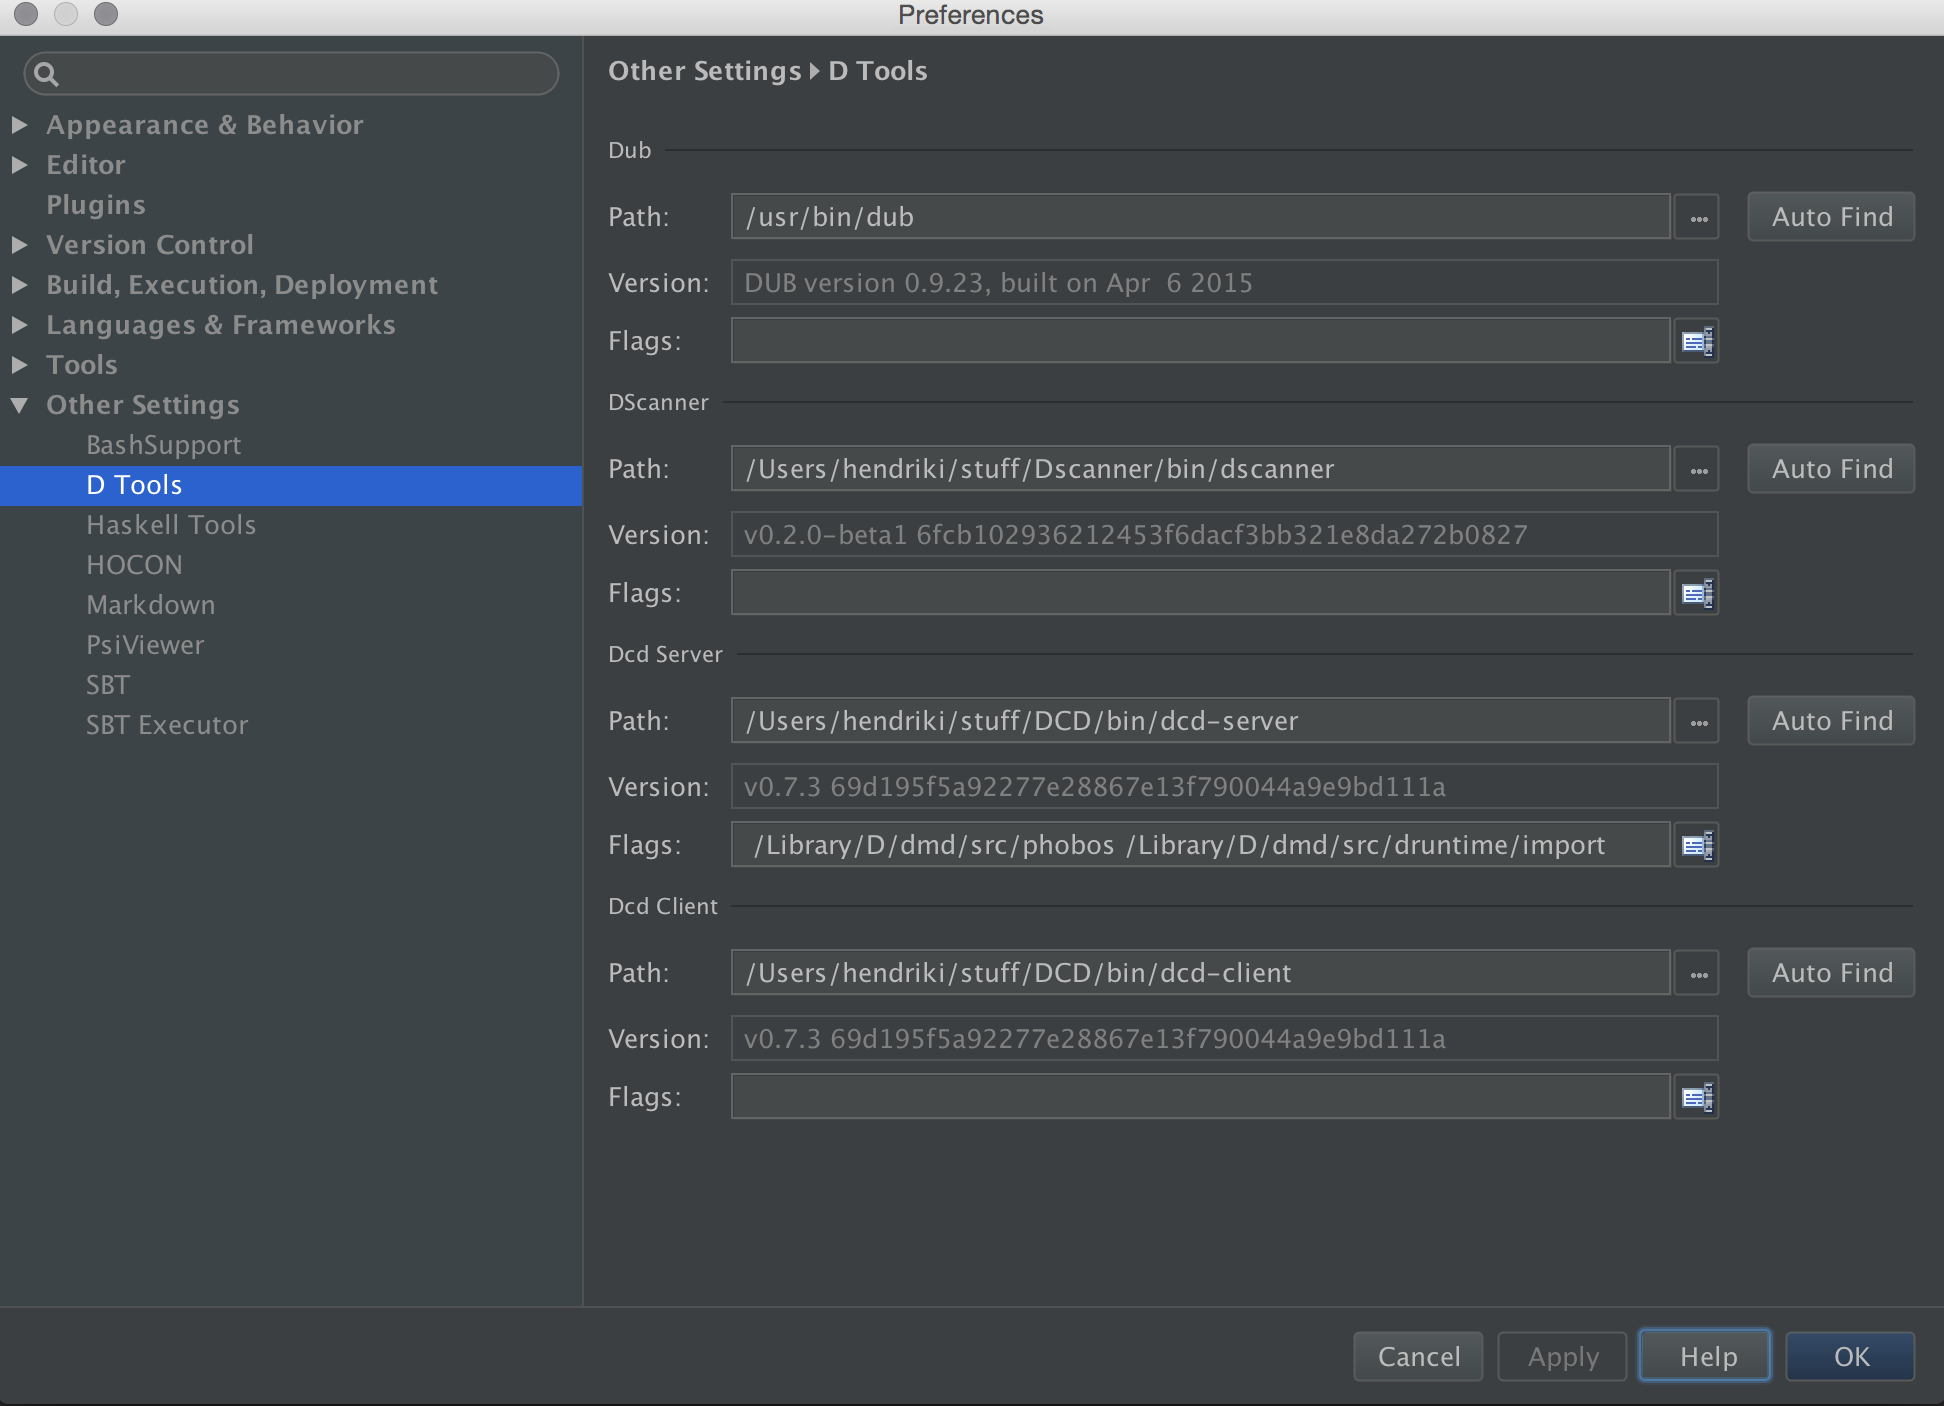 Preferences
Appearance & Behavior
Editor
Plugins
Version Control
Build, Execution, Deployment
Languages & Frameworks
Tools
Other Settings
BashSupport
D Tools
Haskell Tools
HOCON
Markdown
PsiViewer
SBT
SBT Executor
Other Settings ▸ D Tools
Dub
Path: /usr/bin/dub ... Auto Find
Version: DUB version 0.9.23, built on Apr  6 2015
Flags:
DScanner
Path: /Users/hendriki/stuff/Dscanner/bin/dscanner ... Auto Find
Version: v0.2.0-beta1 6fcb102936212453f6dacf3bb321e8da272b0827
Flags:
Dcd Server
Path: /Users/hendriki/stuff/DCD/bin/dcd-server ... Auto Find
Version: v0.7.3 69d195f5a92277e28867e13f790044a9e9bd111a
Flags: /Library/D/dmd/src/phobos /Library/D/dmd/src/druntime/import
Dcd Client
Path: /Users/hendriki/stuff/DCD/bin/dcd-client ... Auto Find
Version: v0.7.3 69d195f5a92277e28867e13f790044a9e9bd111a
Flags:
Cancel Apply Help OK